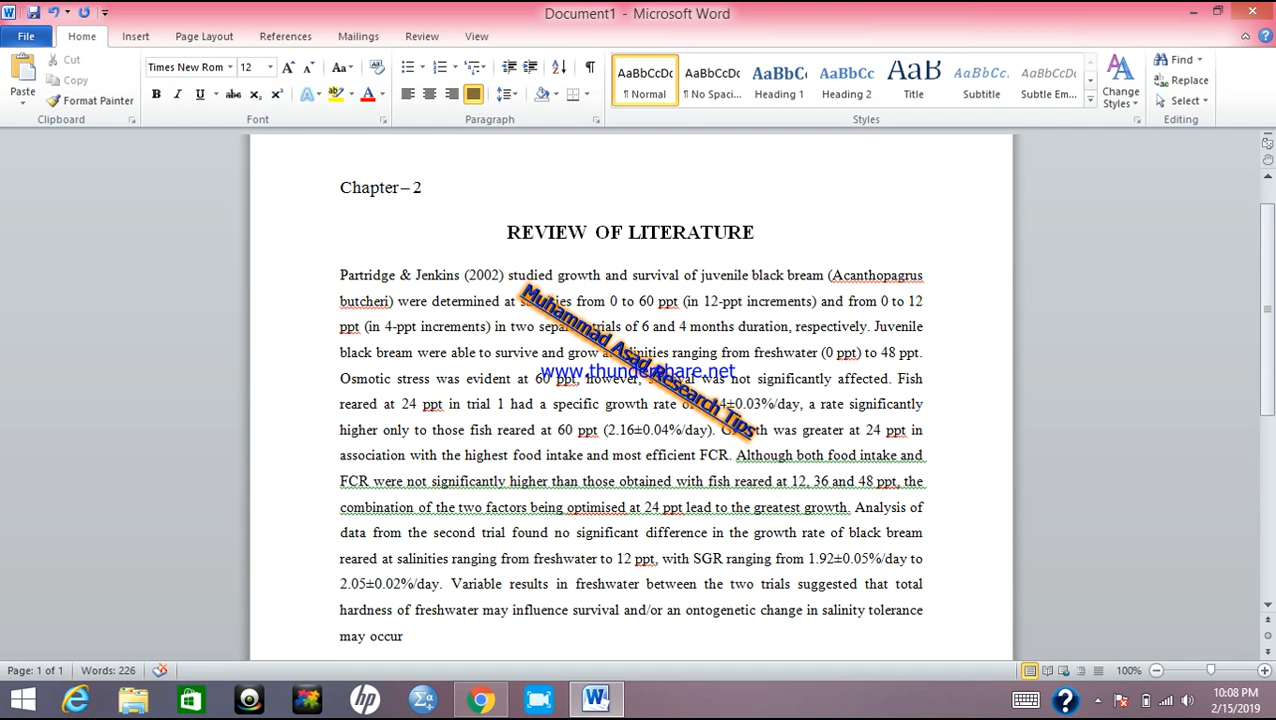 Document1 - Microsoft Word
File Home Insert Page Layout References Mailings Review View
Paste
Cut
Copy
Format Painter
Clipboard
Times New Rom 12
Font
Paragraph
AaBbCcDc AaBbCcDc AaBbC AaBbCc AaB AaBbCc. AaBbCcDc
¶ Normal ¶ No Spaci... Heading 1 Heading 2 Title Subtitle Subtle Em...
Styles
Change
Styles
Find
Replace
Select
Editing
Chapter– 2
REVIEW OF LITERATURE
Partridge & Jenkins (2002) studied growth and survival of juvenile black bream (Acanthopagrus
butcheri) were determined at from 0 to 60 ppt (in 12-ppt increments) and from 0 to 12
ppt (in 4-ppt increments) in two trials of 6 and 4 months duration, respectively. Juvenile
black bream were able to survive and grow ranging from freshwater (0 ppt) to 48 ppt.
Osmotic stress was evident at 60 ppt, however, was not significantly affected. Fish
reared at 24 ppt in trial 1 had a specific growth rate of 4±0.03%/day, a rate significantly
higher only to those fish reared at 60 ppt (2.16±0.04%/day). was greater at 24 ppt in
association with the highest food intake and most efficient FCR. Although both food intake and
FCR were not significantly higher than those obtained with fish reared at 12, 36 and 48 ppt, the
combination of the two factors being optimised at 24 ppt lead to the greatest growth. Analysis of
data from the second trial found no significant difference in the growth rate of black bream
reared at salinities ranging from freshwater to 12 ppt, with SGR ranging from 1.92±0.05%/day to
2.05±0.02%/day. Variable results in freshwater between the two trials suggested that total
hardness of freshwater may influence survival and/or an ontogenetic change in salinity tolerance
may occur
Muhammad Asad Research Tips
www.thundershare.net
Page: 1 of 1 Words: 226 100%
10:08 PM
2/15/2019